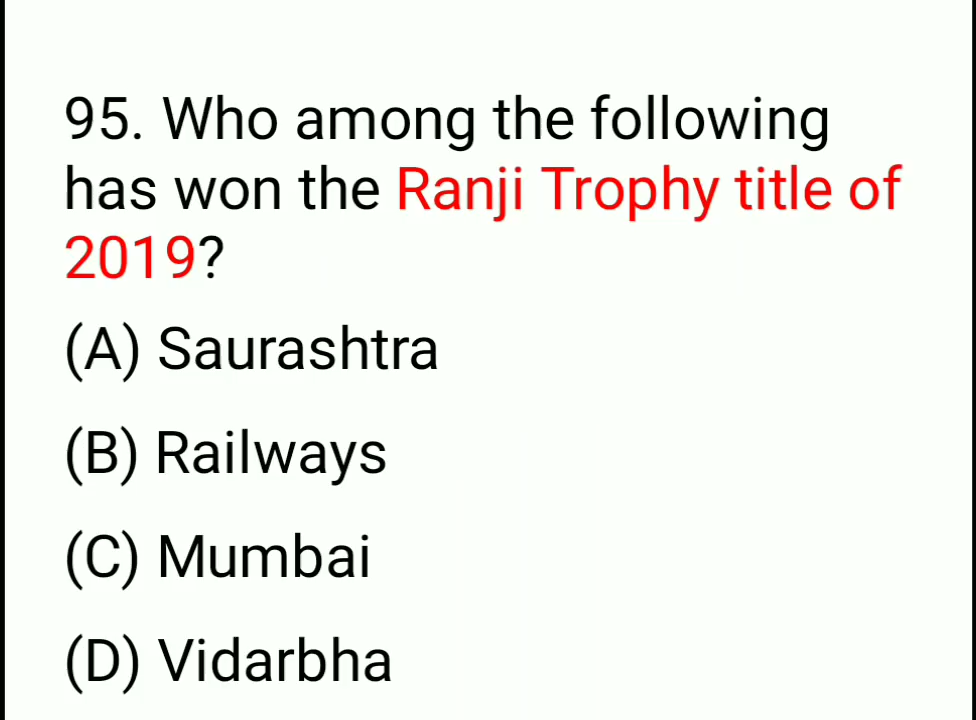 95. Who among the following
has won the Ranji Trophy title of
2019?
(A) Saurashtra
(B) Railways
(C) Mumbai
(D) Vidarbha